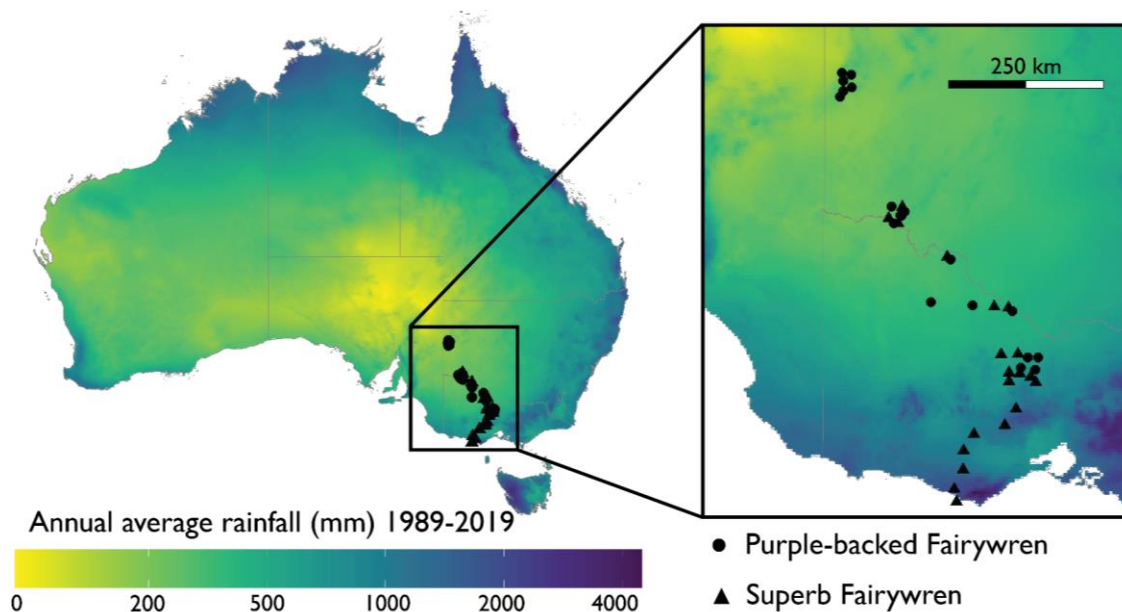 250 km
Annual average rainfall (mm) 1989-2019
0 200 500 1000 2000 4000
Purple-backed Fairywren
Superb Fairywren